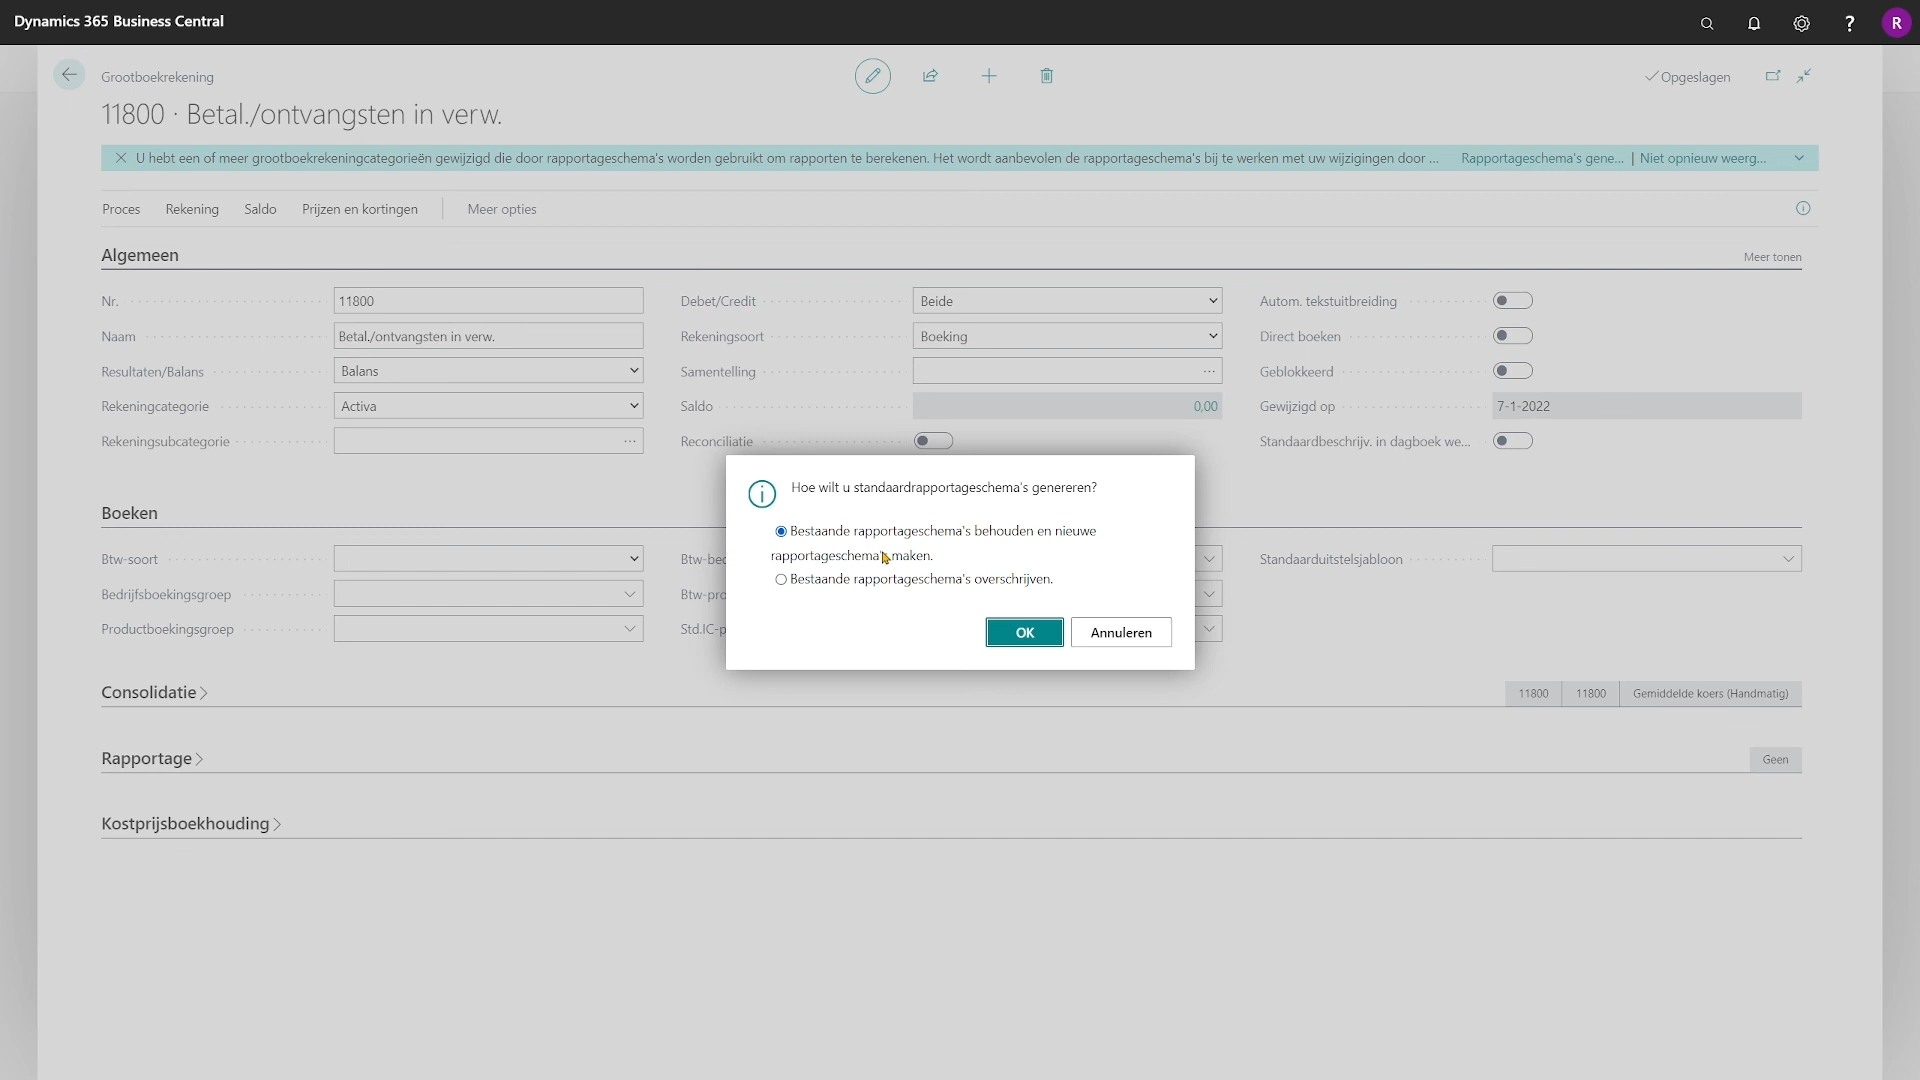 Dynamics 365 Business Central
?
R
Grootboekrekening
Opgeslagen
11800 · Betal./ontvangsten in verw.
U hebt een of meer grootboekrekeningcategorieën gewijzigd die door rapportageschema's worden gebruikt om rapporten te berekenen. Het wordt aanbevolen de rapportageschema's bij te werken met uw wijzigingen door ... Rapportageschema's gene... | Niet opnieuw weerg...
Proces Rekening Saldo Prijzen en kortingen Meer opties
Algemeen Meer tonen
Nr. 11800 Debet/Credit Beide Autom. tekstuitbreiding
Naam Betal./ontvangsten in verw. Rekeningsoort Boeking Direct boeken
Resultaten/Balans Balans Samentelling ... Geblokkeerd
Rekeningcategorie Activa Saldo 0,00 Gewijzigd op 7-1-2022
Rekeningsubcategorie ... Reconciliatie Standaardbeschrijv. in dagboek we...
Hoe wilt u standaardrapportageschema's genereren?
Bestaande rapportageschema's behouden en nieuwe
rapportageschema's maken.
Bestaande rapportageschema's overschrijven.
OK Annuleren
Boeken
Btw-soort Btw-bec Standaarduitstelsjabloon
Bedrijfsboekingsgroep Btw-pro
Productboekingsgroep Std.IC-p
Consolidatie 11800 11800 Gemiddelde koers (Handmatig)
Rapportage Geen
Kostprijsboekhouding